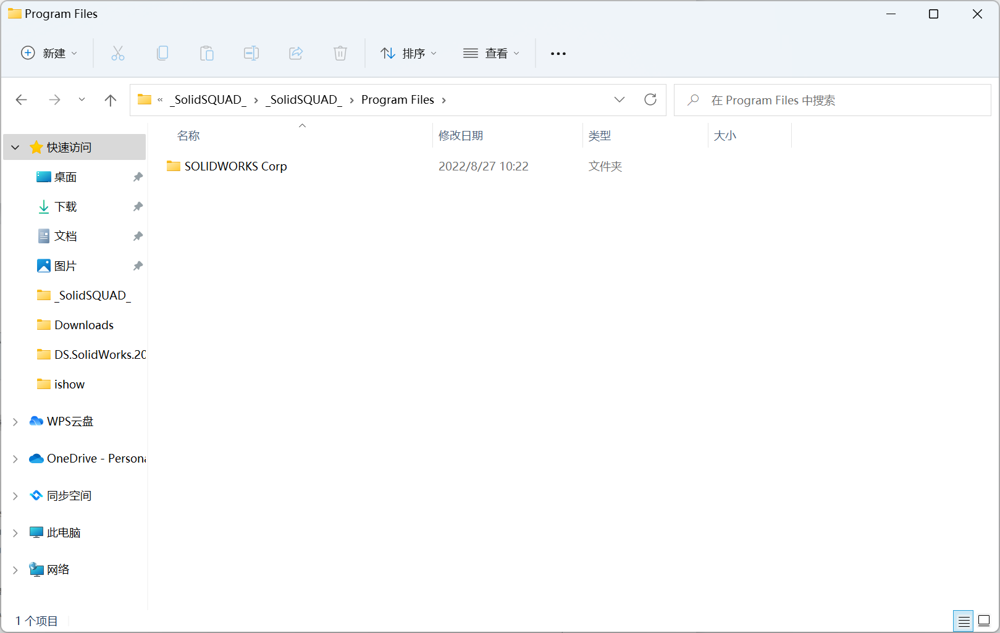 Program Files
新建
排序
查看
« _SolidSQUAD_ › _SolidSQUAD_ › Program Files ›
在 Program Files 中搜索
名称 修改日期 类型 大小
SOLIDWORKS Corp 2022/8/27 10:22 文件夹
快速访问
桌面
下载
文档
图片
_SolidSQUAD_
Downloads
DS.SolidWorks.20
ishow
WPS云盘
OneDrive - Persona
同步空间
此电脑
网络
1 个项目